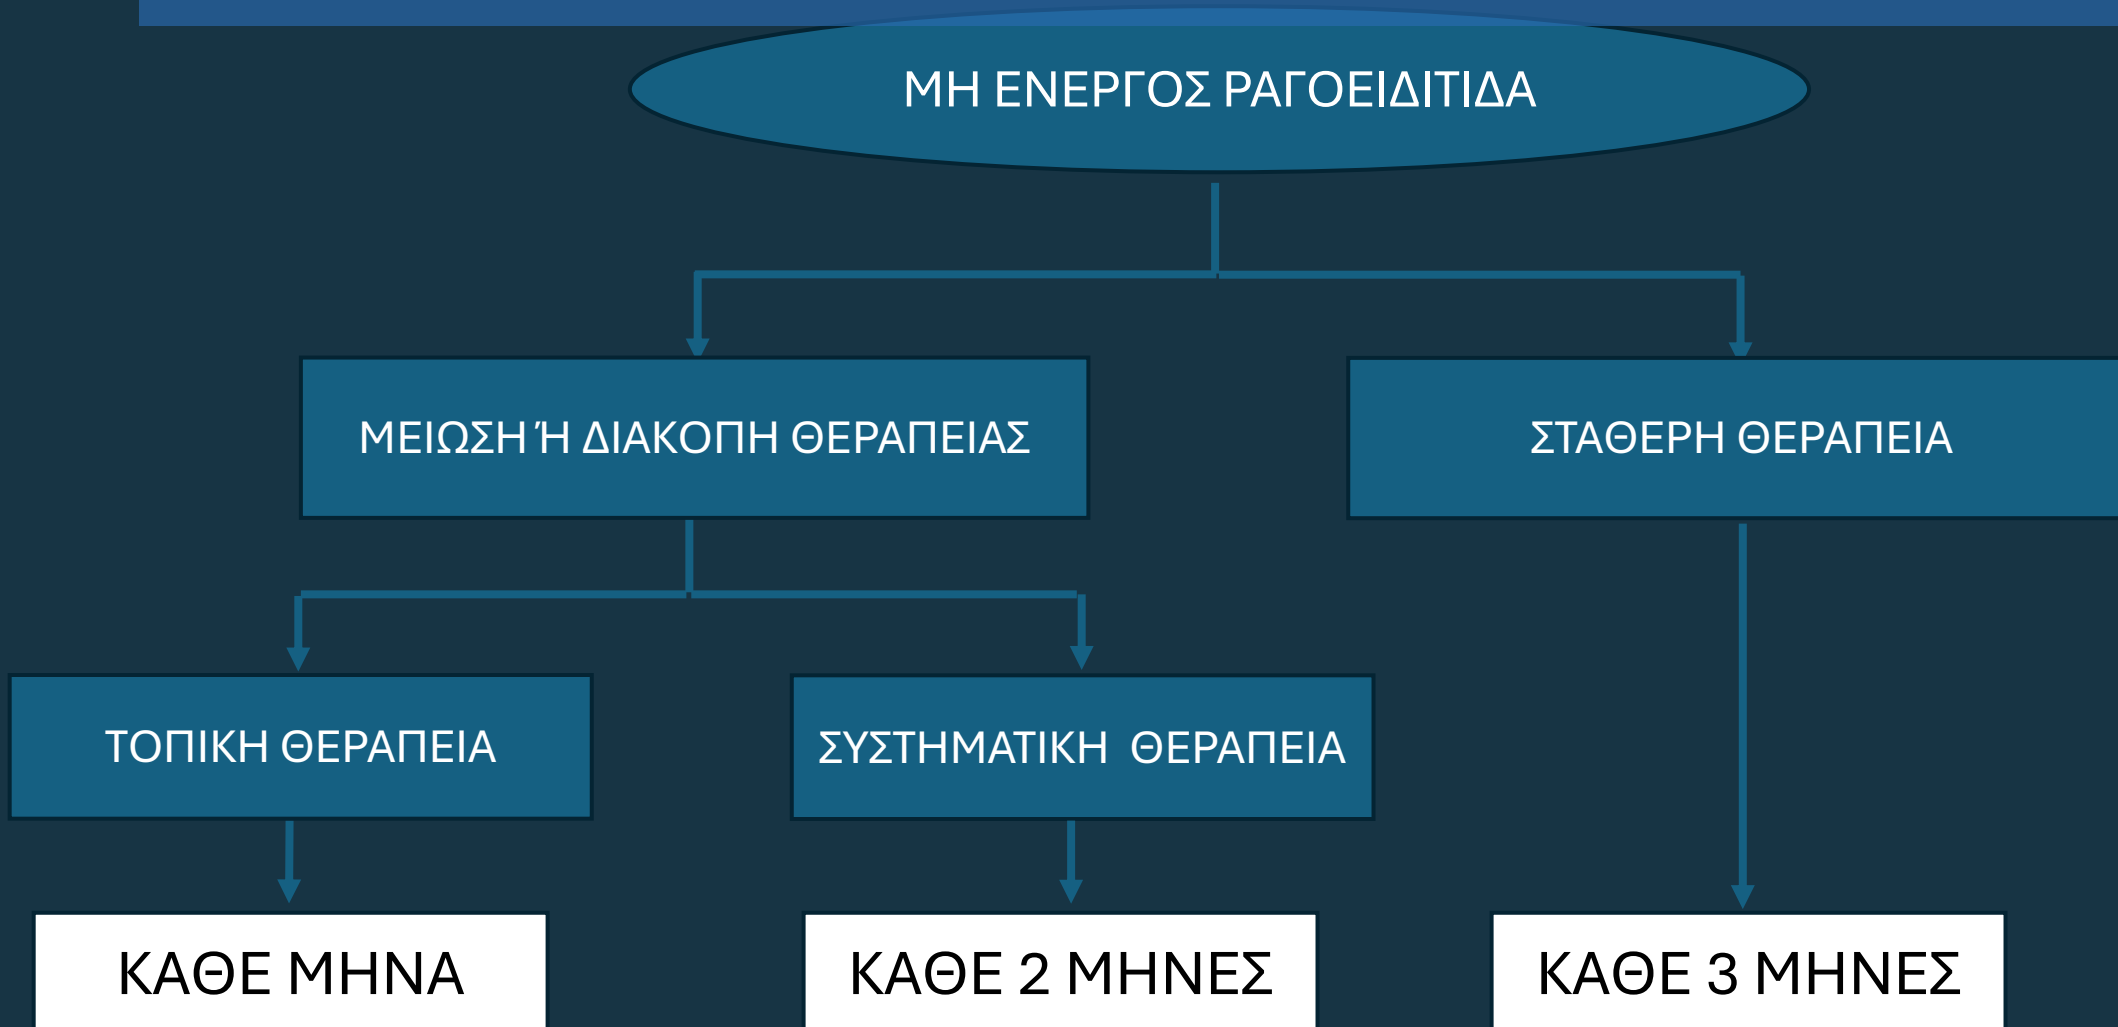 ΜΗ ΕΝΕΡΓΟΣ ΡΑΓΟΕΙΔΙΤΙΔΑ
ΜΕΙΩΣΗ Ή ΔΙΑΚΟΠΗ ΘΕΡΑΠΕΙΑΣ
ΣΤΑΘΕΡΗ ΘΕΡΑΠΕΙΑ
ΤΟΠΙΚΗ ΘΕΡΑΠΕΙΑ
ΣΥΣΤΗΜΑΤΙΚΗ ΘΕΡΑΠΕΙΑ
ΚΑΘΕ ΜΗΝΑ
ΚΑΘΕ 2 ΜΗΝΕΣ
ΚΑΘΕ 3 ΜΗΝΕΣ